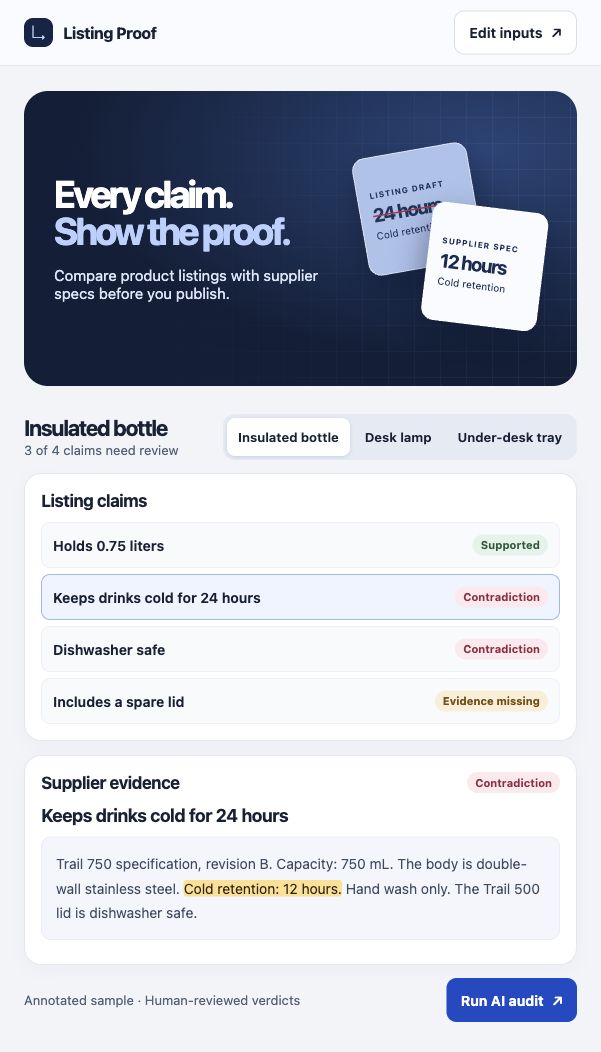 Listing Proof
Edit inputs ↗
Every claim.
Show the proof.
Compare product listings with supplier
specs before you publish.
LISTING DRAFT
24 hours
Cold
SUPPLIER SPEC
12 hours
Cold retention
Insulated bottle
3 of 4 claims need review
Insulated bottle
Desk lamp
Under-desk tray
Listing claims
Holds 0.75 liters
Supported
Keeps drinks cold for 24 hours
Contradiction
Dishwasher safe
Contradiction
Includes a spare lid
Evidence missing
Supplier evidence
Contradiction
Keeps drinks cold for 24 hours
Trail 750 specification, revision B. Capacity: 750 mL. The body is double-
wall stainless steel. Cold retention: 12 hours. Hand wash only. The Trail 500
lid is dishwasher safe.
Annotated sample · Human-reviewed verdicts
Run AI audit ↗